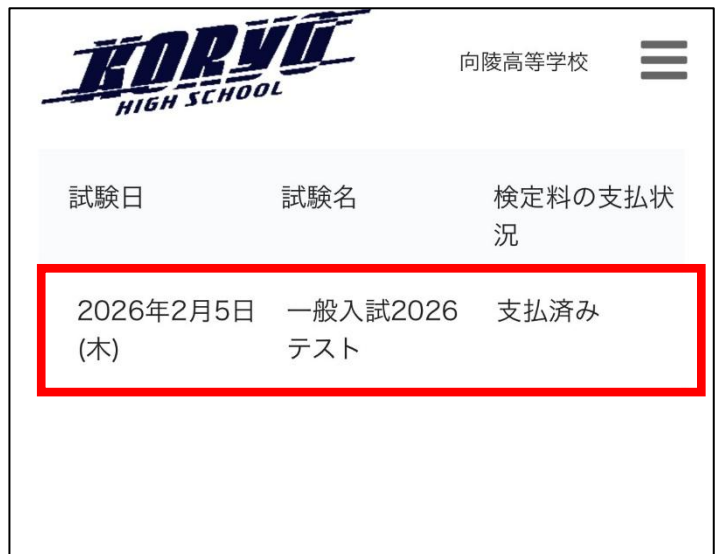 KORYO
HIGH SCHOOL
向陵高等学校
試験日
試験名
検定料の支払状
況
2026年2月5日
(木)
一般入試2026
テスト
支払済み